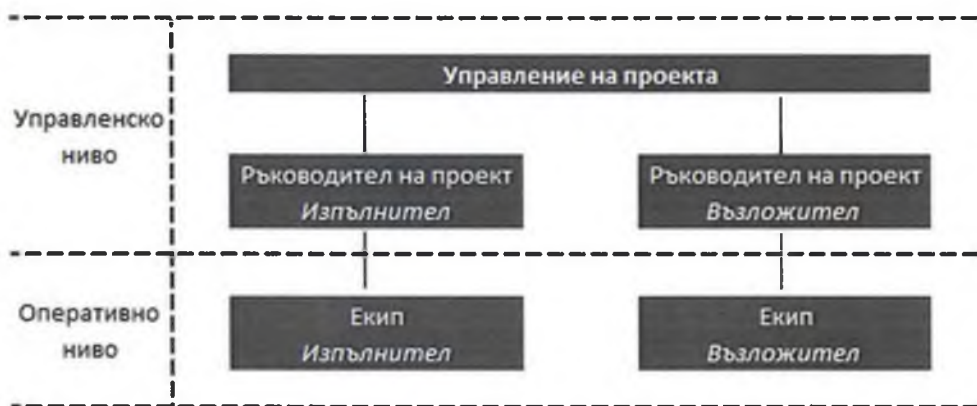 Управление на проекта
Управленско
ниво
Ръководител на проект
Изпълнител
Ръководител на проект
Възложител
Оперативно
ниво
Екип
Изпълнител
Екип
Възложител